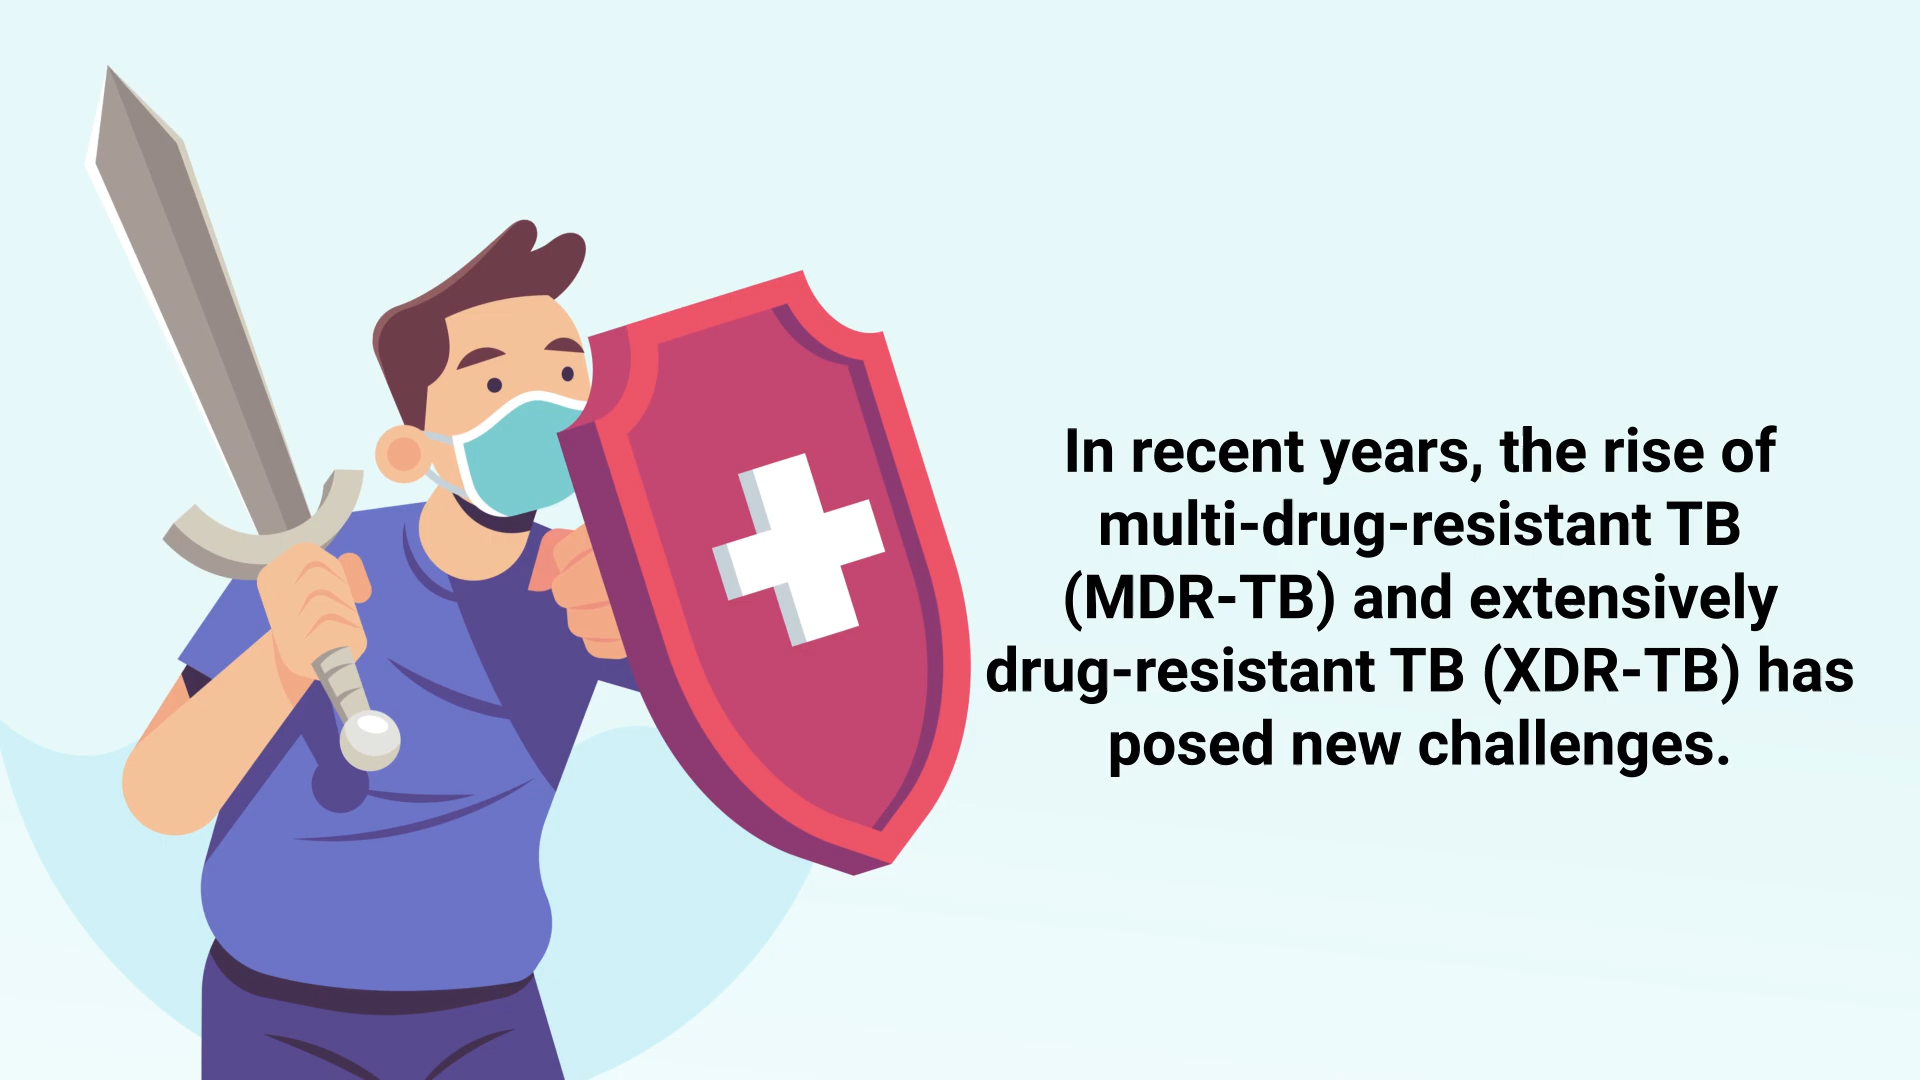 In recent years, the rise of
multi-drug-resistant TB
(MDR-TB) and extensively
drug-resistant TB (XDR-TB) has
posed new challenges.